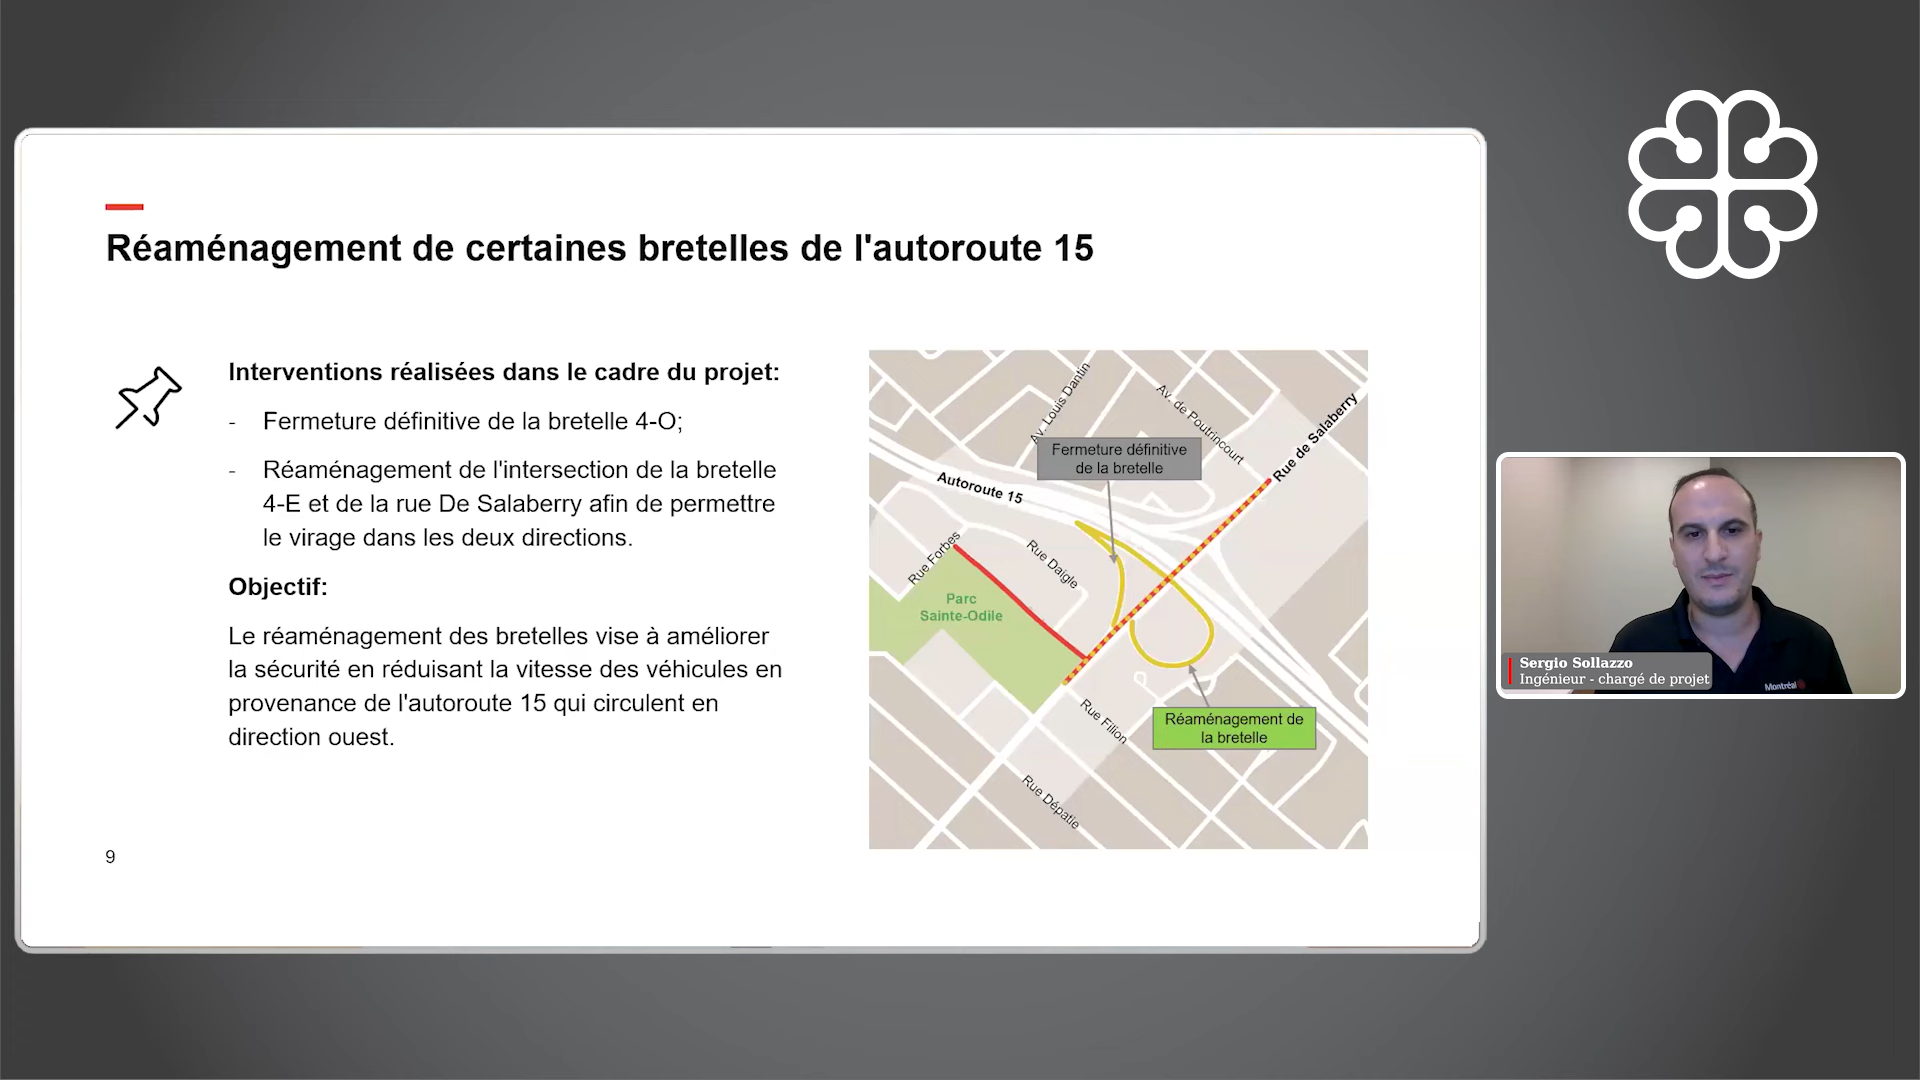 Réaménagement de certaines bretelles de l'autoroute 15
Interventions réalisées dans le cadre du projet:
- Fermeture définitive de la bretelle 4-O;
- Réaménagement de l'intersection de la bretelle
4-E et de la rue De Salaberry afin de permettre
le virage dans les deux directions.
Objectif:
Le réaménagement des bretelles vise à améliorer
la sécurité en réduisant la vitesse des véhicules en
provenance de l'autoroute 15 qui circulent en
direction ouest.
9
Av. Louis Dantin
Av. de Poutrincourt
Rue de Salaberry
Fermeture définitive
de la bretelle
Autoroute 15
Rue Forbes
Rue Daigle
Parc
Sainte-Odile
Rue Filion
Réaménagement de
la bretelle
Rue Dépatie
Sergio Sollazzo
Ingénieur - chargé de projet
Montréal